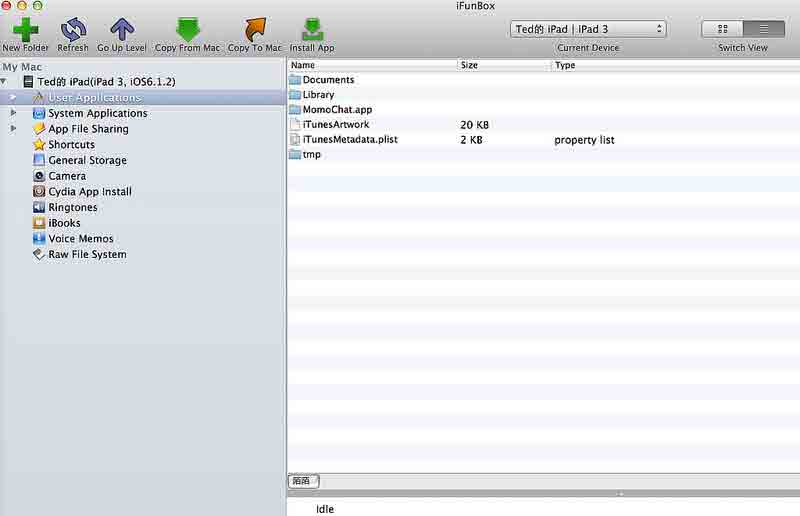 iFunBox
Ted的 iPad | iPad 3
New Folder Refresh Go Up Level Copy From Mac Copy To Mac Install App Current Device Switch View
My Mac
Ted的 iPad(iPad 3, iOS6.1.2)
User Applications
System Applications
App File Sharing
Shortcuts
General Storage
Camera
Cydia App Install
Ringtones
iBooks
Voice Memos
Raw File System
Name Size Type
Documents
Library
MomoChat.app
iTunesArtwork 20 KB
iTunesMetadata.plist 2 KB property list
tmp
陌陌
Idle